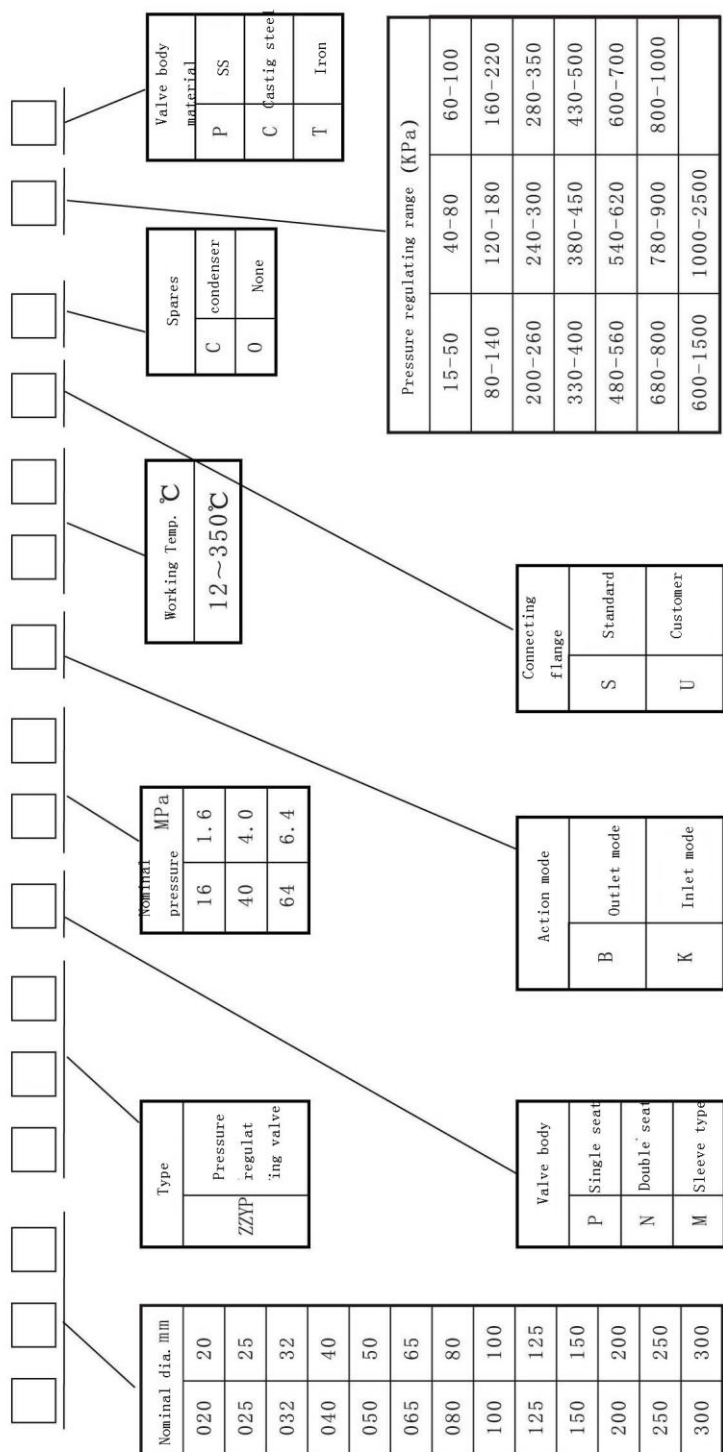 Nominal dia. mm
020 20
025 25
032 32
040 40
050 50
065 65
080 80
100 100
125 125
150 150
200 200
250 250
300 300
Type
ZZYP
Pressure
regulat
ing valve
Nominal
pressure
MPa
16 1.6
40 4.0
64 6.4
Working Temp. ℃
12~350℃
Spares
C condenser
O None
Valve body
material
P SS
C Castig steel
T Iron
Valve body
P Single seat
N Double seat
M Sleeve type
Action mode
B Outlet mode
K Inlet mode
Connecting
flange
S Standard
U Customer
Pressure regulating range (KPa)
15-50 40-80 60-100
80-140 120-180 160-220
200-260 240-300 280-350
330-400 380-450 430-500
480-560 540-620 600-700
680-800 780-900 800-1000
600-1500 1000-2500